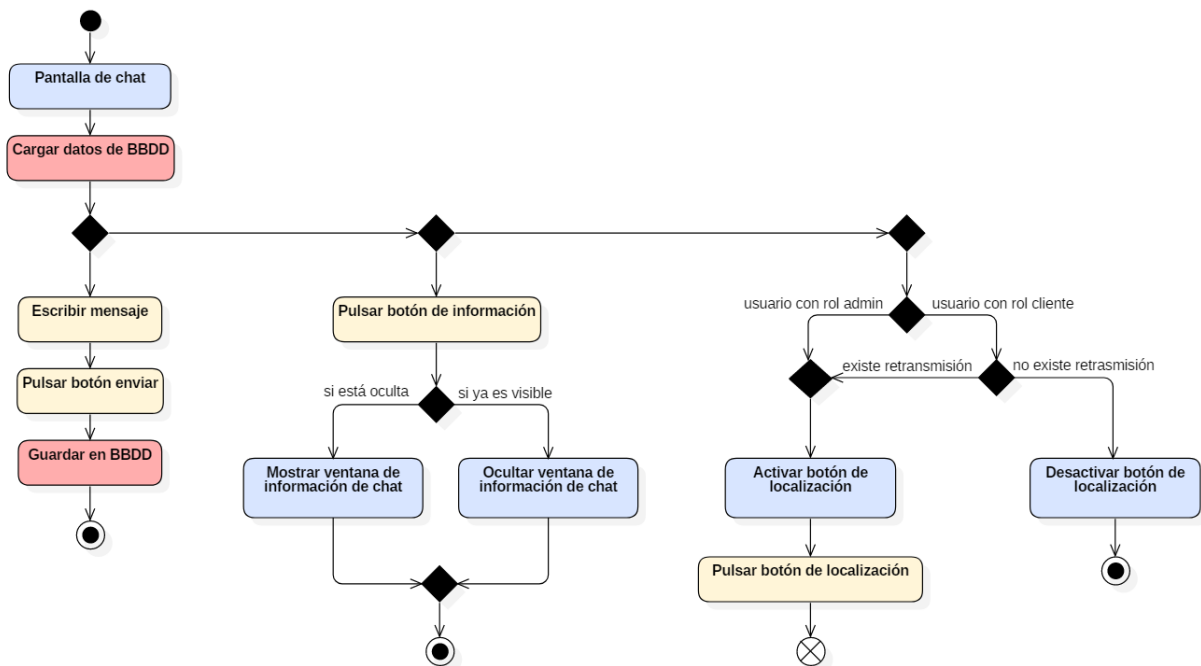 Pantalla de chat
Cargar datos de BBDD
Escribir mensaje
Pulsar botón enviar
Guardar en BBDD
Pulsar botón de información
si está oculta
si ya es visible
Mostrar ventana de
información de chat
Ocultar ventana de
información de chat
usuario con rol admin
usuario con rol cliente
existe retransmisión
no existe retrasmisión
Activar botón de
localización
Desactivar botón de
localización
Pulsar botón de localización